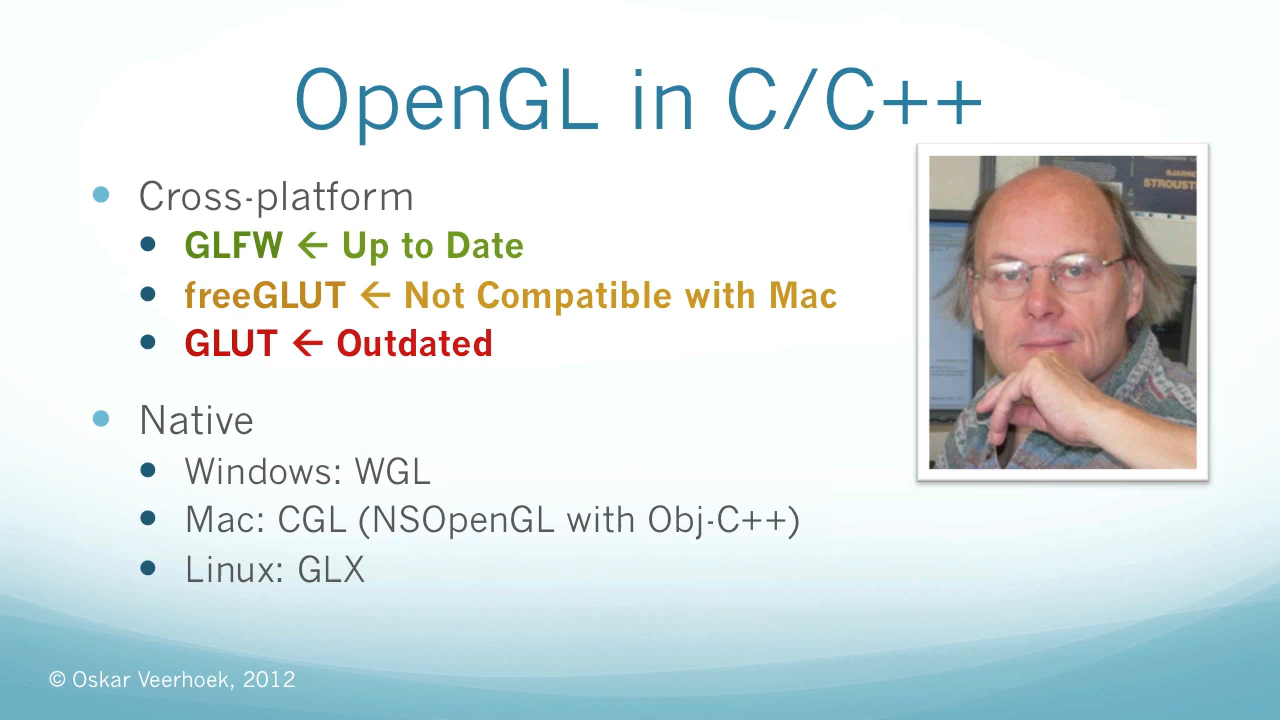 OpenGL in C/C++
Cross-platform
GLFW ← Up to Date
freeGLUT ← Not Compatible with Mac
GLUT ← Outdated
Native
Windows: WGL
Mac: CGL (NSOpenGL with Obj-C++)
Linux: GLX
© Oskar Veerhoek, 2012